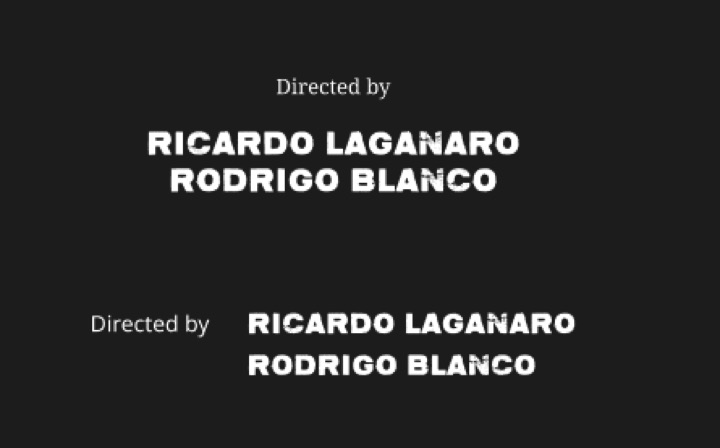 Directed by
RICARDO LAGANARO
RODRIGO BLANCO
Directed by RICARDO LAGANARO
RODRIGO BLANCO